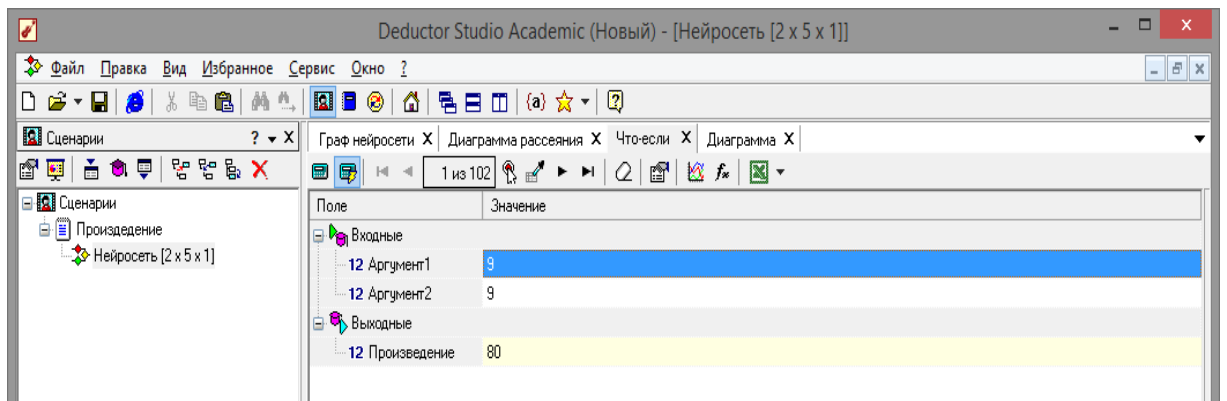 Deductor Studio Academic (Новый) - [Нейросеть [2 x 5 x 1]]
Файл Правка Вид Избранное Сервис Окно ?
Сценарии ? X
Граф нейросети X Диаграмма рассеяния X Что-если X Диаграмма X
1 из 102
Сценарии
Произдедение
Нейросеть [2 x 5 x 1]
Поле Значение
Входные
12 Аргумент1 9
12 Аргумент2 9
Выходные
12 Произведение 80